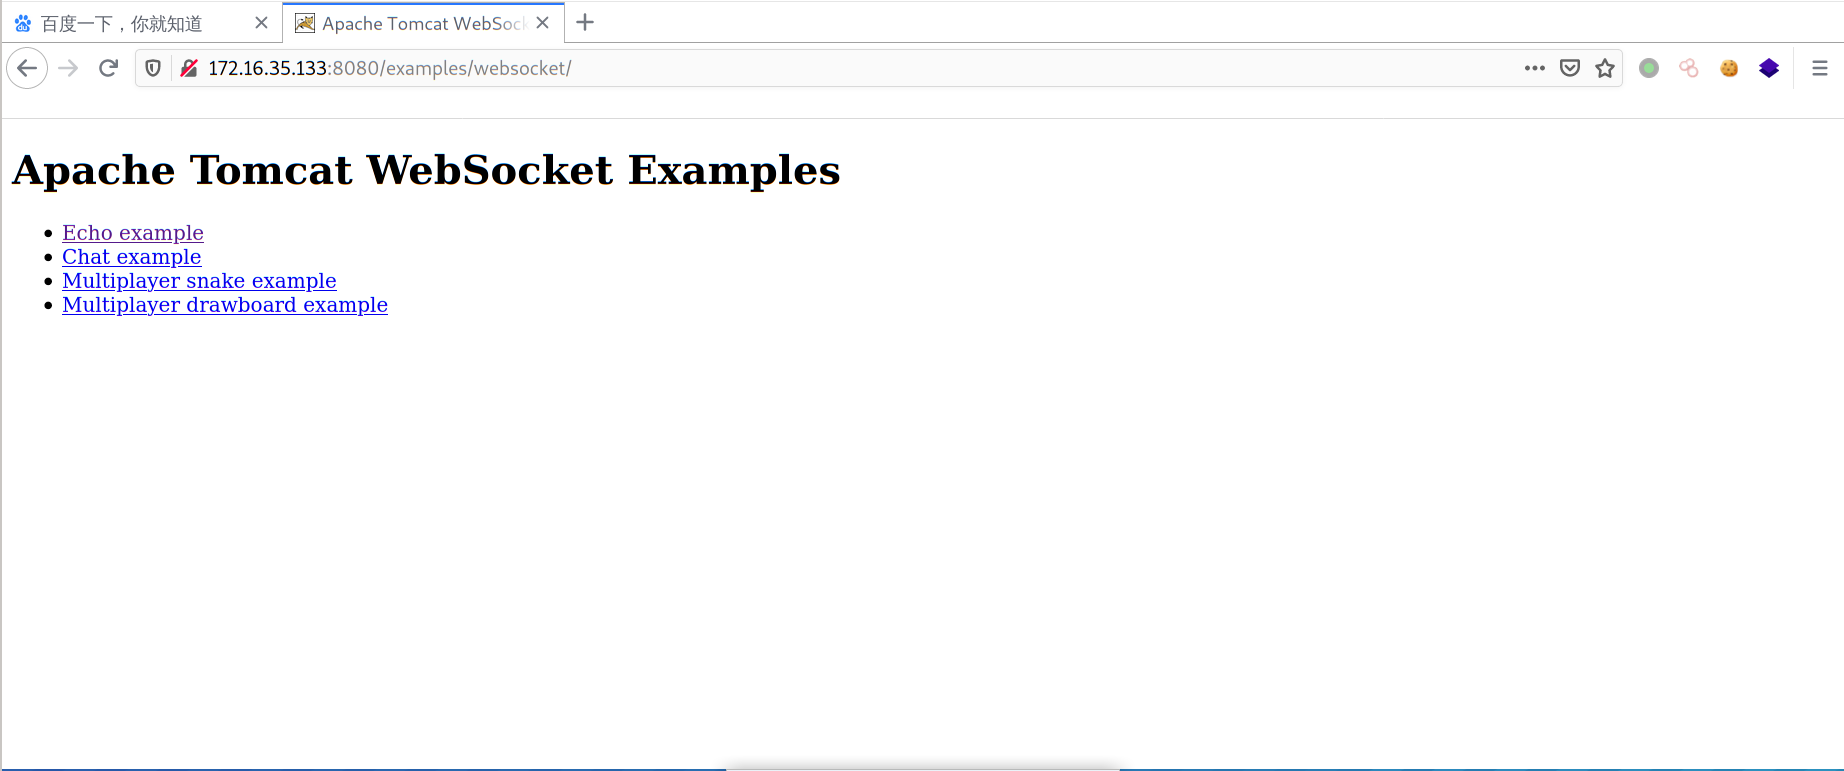 百度一下，你就知道
Apache Tomcat WebSock
172.16.35.133:8080/examples/websocket/
Apache Tomcat WebSocket Examples
Echo example
Chat example
Multiplayer snake example
Multiplayer drawboard example